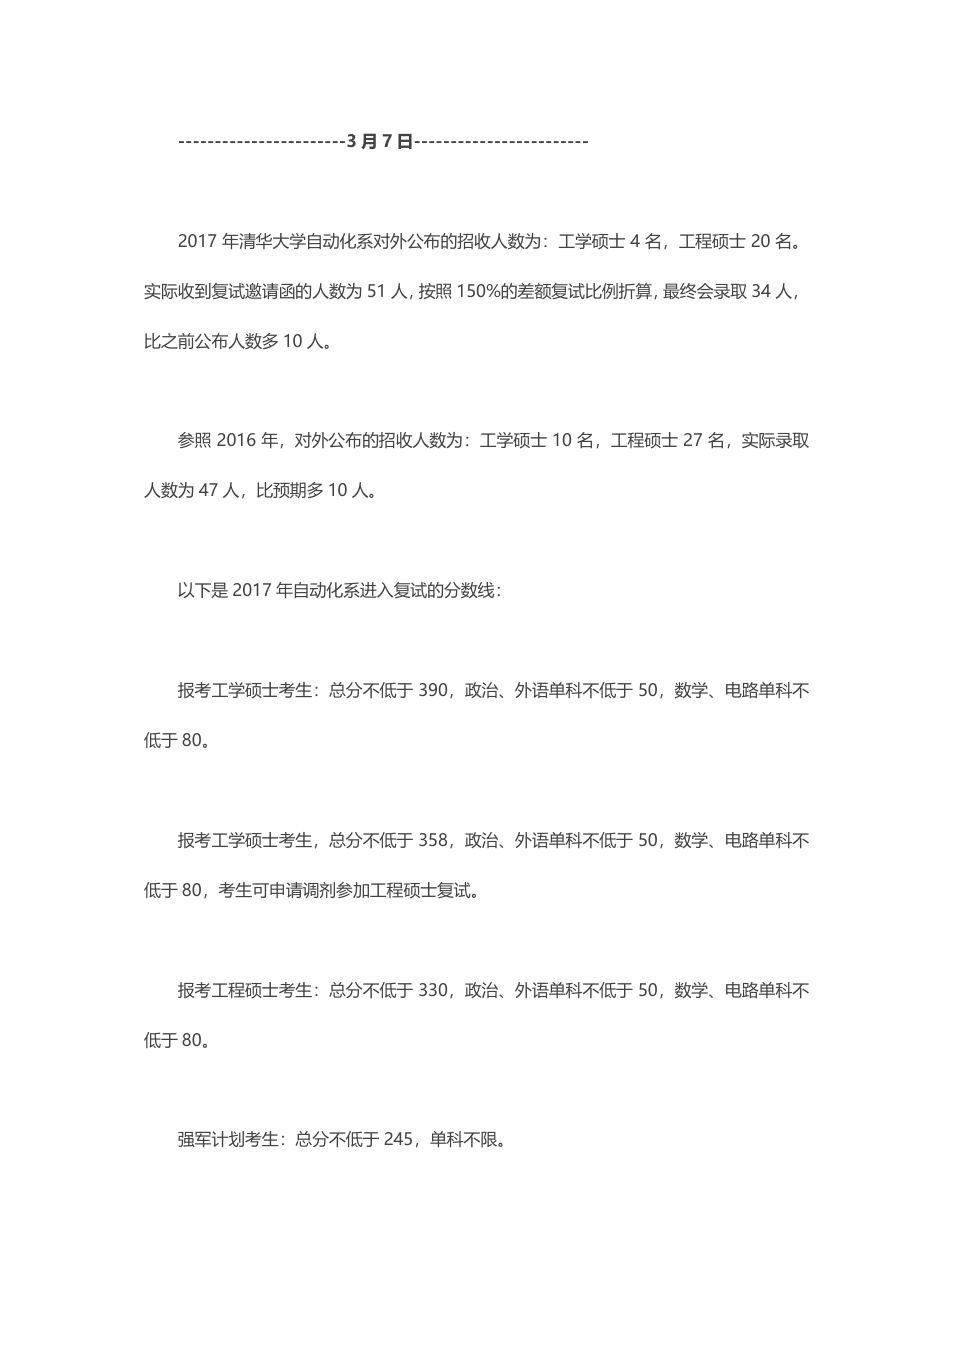 -----------------------3 月 7 日------------------------
2017 年清华大学自动化系对外公布的招收人数为：工学硕士 4 名，工程硕士 20 名。
实际收到复试邀请函的人数为 51 人，按照 150%的差额复试比例折算，最终会录取 34 人，
比之前公布人数多 10 人。
参照 2016 年，对外公布的招收人数为：工学硕士 10 名，工程硕士 27 名，实际录取
人数为 47 人，比预期多 10 人。
以下是 2017 年自动化系进入复试的分数线：
报考工学硕士考生：总分不低于 390，政治、外语单科不低于 50，数学、电路单科不
低于 80。
报考工学硕士考生，总分不低于 358，政治、外语单科不低于 50，数学、电路单科不
低于 80，考生可申请调剂参加工程硕士复试。
报考工程硕士考生：总分不低于 330，政治、外语单科不低于 50，数学、电路单科不
低于 80。
强军计划考生：总分不低于 245，单科不限。